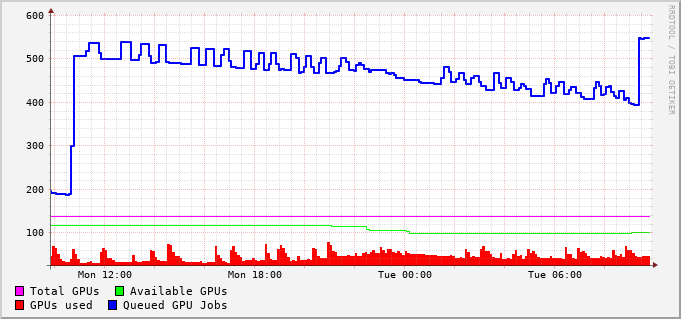 600
500
400
300
200
100
Mon 12:00 Mon 18:00 Tue 00:00 Tue 06:00
Total GPUs Available GPUs
GPUs used Queued GPU Jobs
RRDTOOL / TOBI OETIKER